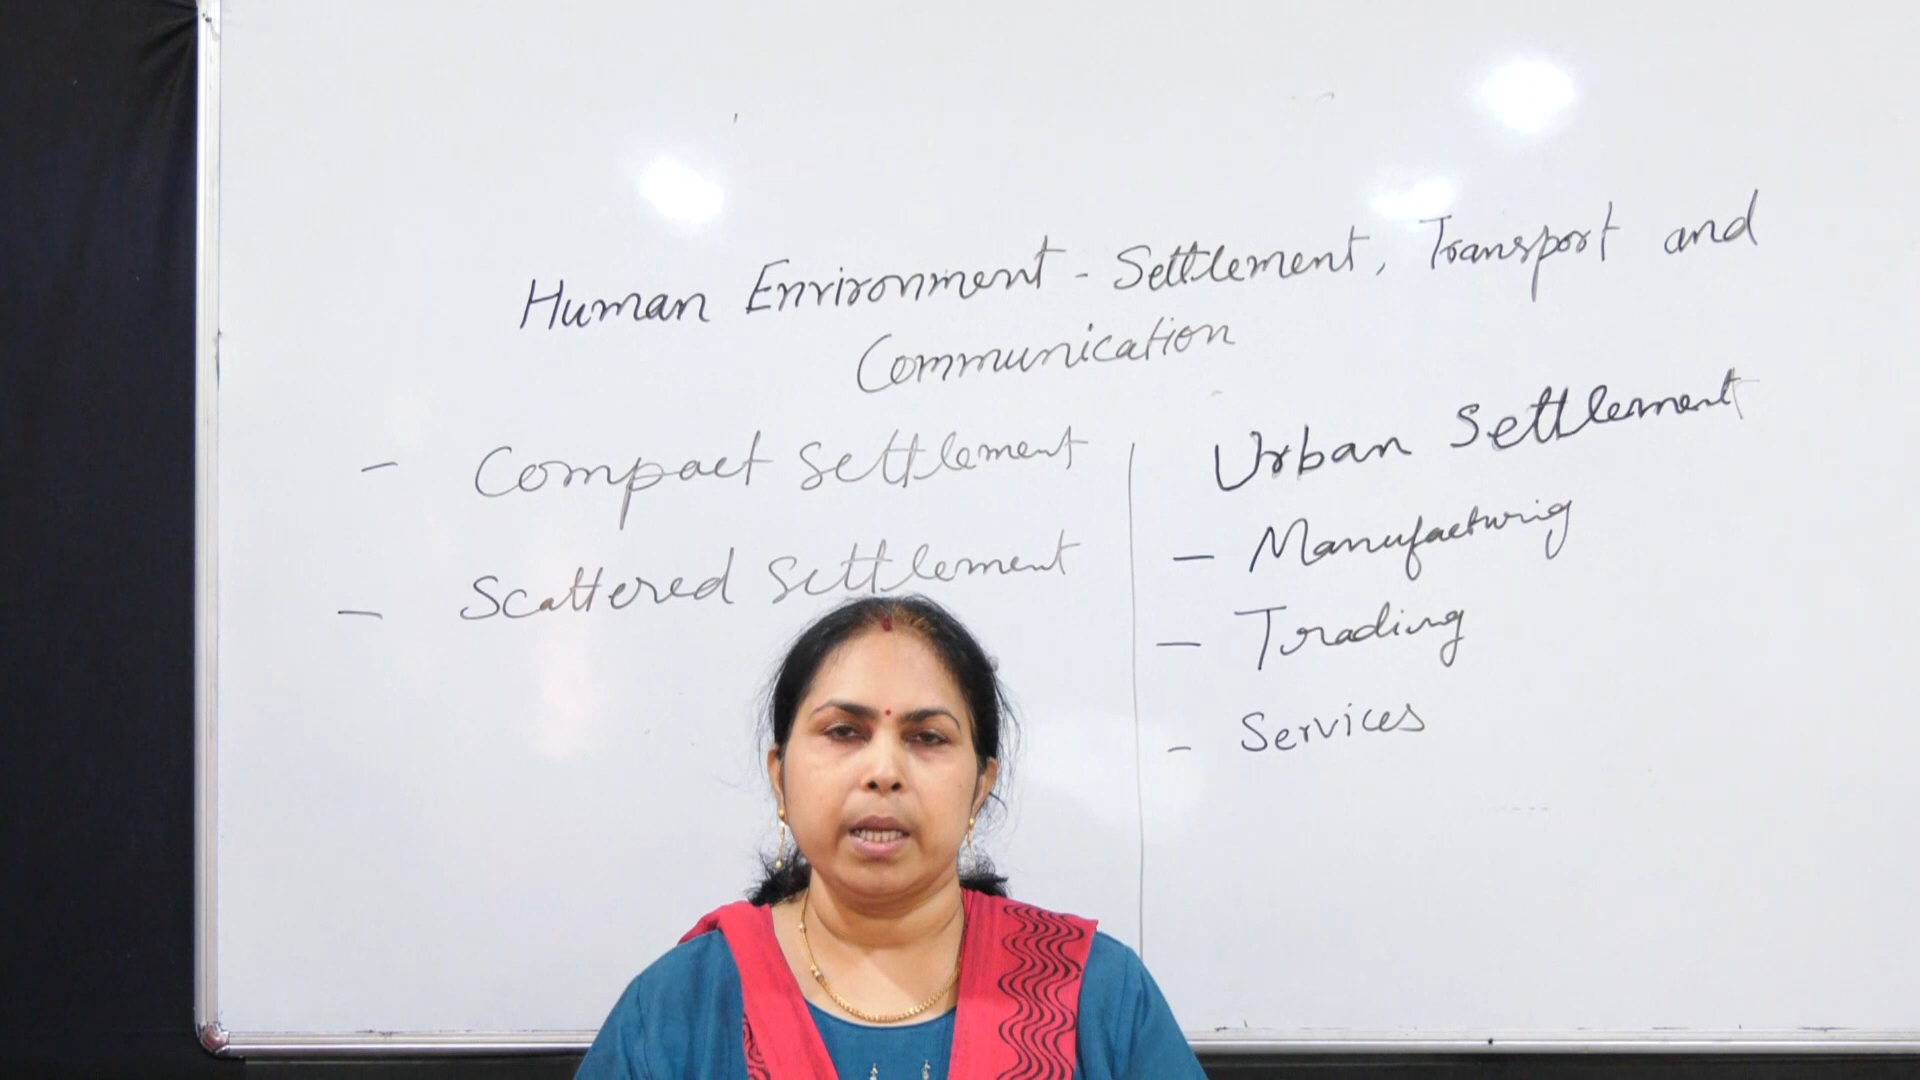 Human Environment - Settlement, Transport and
Communication
- Compact Settlement
- Scattered Settlement
Urban Settlement
- Manufacturing
- Trading
- Services